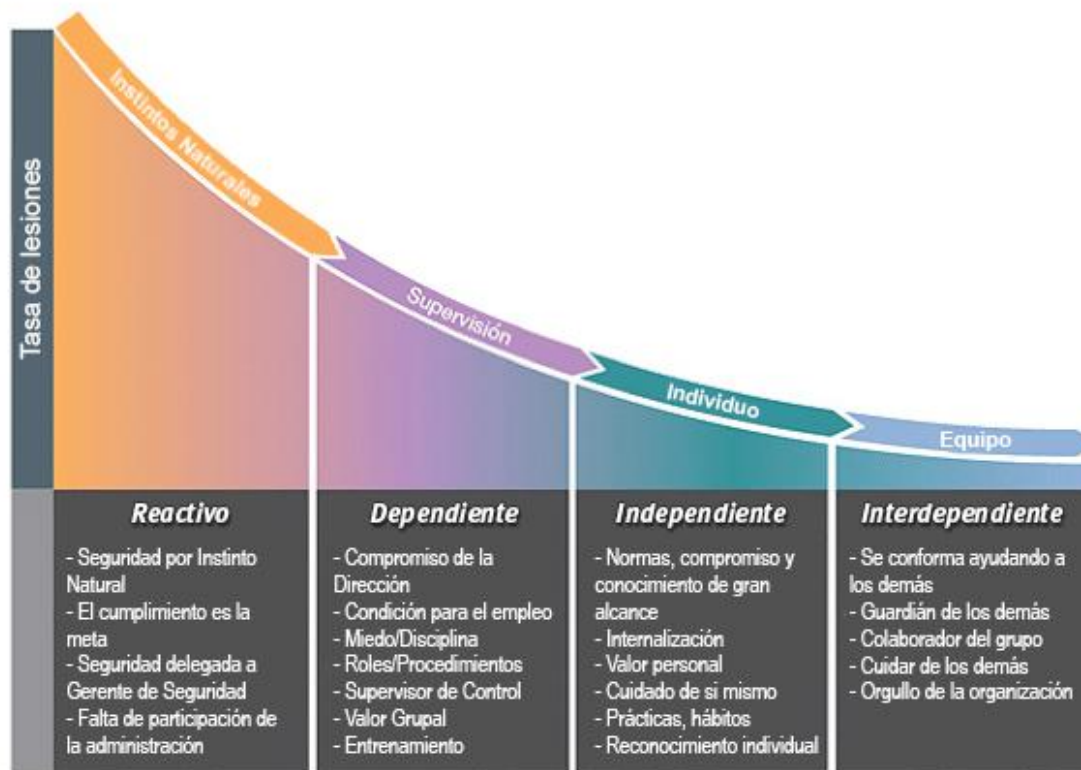 Tasa de lesiones
Instintos Naturales
Supervisión
Individuo
Equipo
Reactivo
- Seguridad por Instinto
Natural
- El cumplimiento es la
meta
- Seguridad delegada a
Gerente de Seguridad
- Falta de participación de
la administración
Dependiente
- Compromiso de la
Dirección
- Condición para el empleo
- Miedo/Disciplina
- Roles/Procedimientos
- Supervisor de Control
- Valor Grupal
- Entrenamiento
Independiente
- Normas, compromiso y
conocimiento de gran
alcance
- Internalización
- Valor personal
- Cuidado de si mismo
- Prácticas, hábitos
- Reconocimiento individual
Interdependiente
- Se conforma ayudando a
los demás
- Guardián de los demás
- Colaborador del grupo
- Cuidar de los demás
- Orgullo de la organización